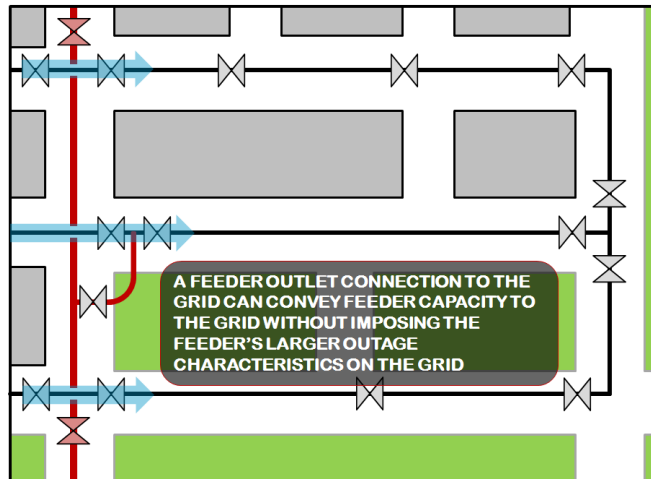 A FEEDER OUTLET CONNECTION TO THE
GRID CAN CONVEY FEEDER CAPACITY TO
THE GRID WITHOUT IMPOSING THE
FEEDER'S LARGER OUTAGE
CHARACTERISTICS ON THE GRID